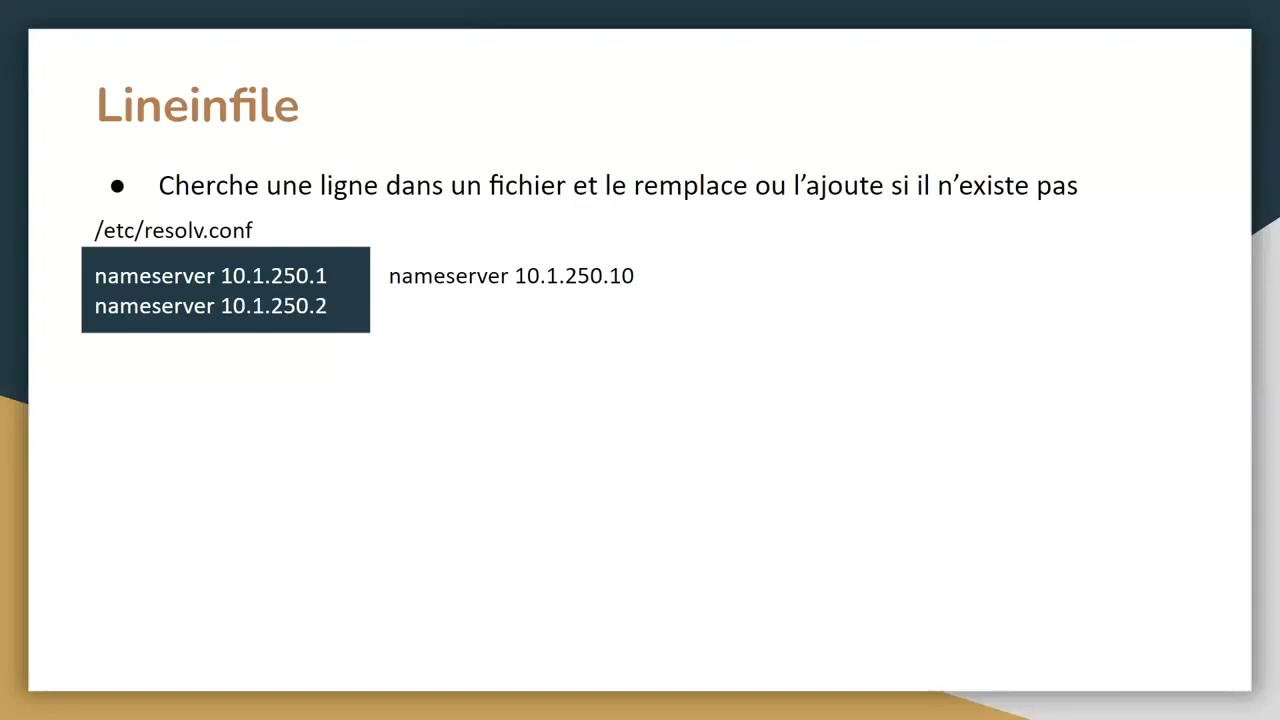 Lineinfile
● Cherche une ligne dans un fichier et le remplace ou l’ajoute si il n’existe pas
/etc/resolv.conf
nameserver 10.1.250.1
nameserver 10.1.250.2
nameserver 10.1.250.10